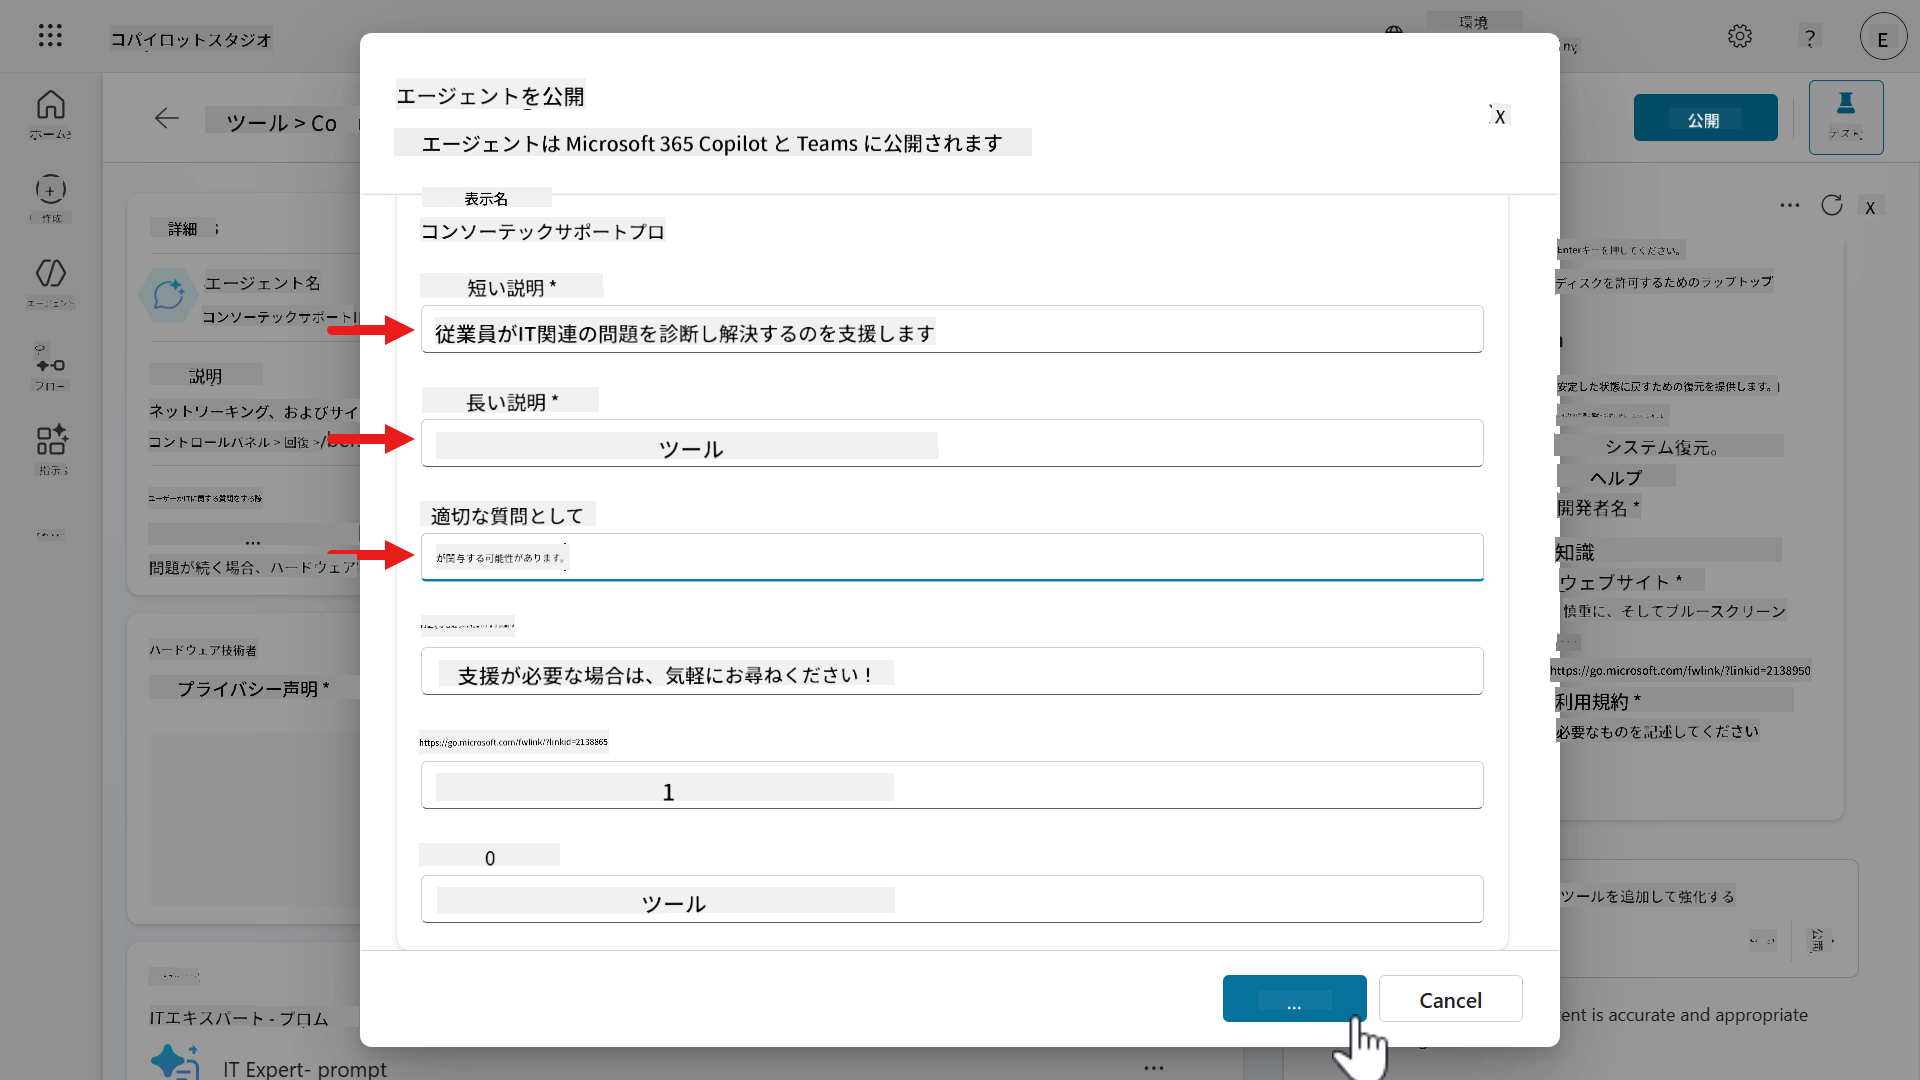 コパイロットスタジオ
環境
?
E
ホーム
作成
エージェント
フロー
指示
ツール > Co
公開
テスト
詳細
エージェント名
コンソーテックサポート
説明
ネットワーキング、およびサイ
コントロールパネル > 回復 >
ユーザーがITに関する質問をする際
...
問題が続く場合、ハードウェア
ハードウェア技術者
プライバシー声明 *
ITエキスパート - プロム
IT Expert- prompt
エージェントを公開
X
エージェントは Microsoft 365 Copilot と Teams に公開されます
表示名
コンソーテックサポートプロ
短い説明 *
従業員がIT関連の問題を診断し解決するのを支援します
長い説明 *
ツール
適切な質問として
が関与する可能性があります。
支援が必要な場合は、気軽にお尋ねください！
https://go.microsoft.com/fwlink/?linkid=2138865
1
0
ツール
...
Cancel
X
Enterキーを押してください。
ディスクを許可するためのラップトップ
安定した状態に戻すための復元を提供します。
システム復元。
ヘルプ
開発者名 *
知識
ウェブサイト *
慎重に、そしてブルースクリーン
https://go.microsoft.com/fwlink/?linkid=2138950
利用規約 *
必要なものを記述してください
ツールを追加して強化する
公開
ent is accurate and appropriate